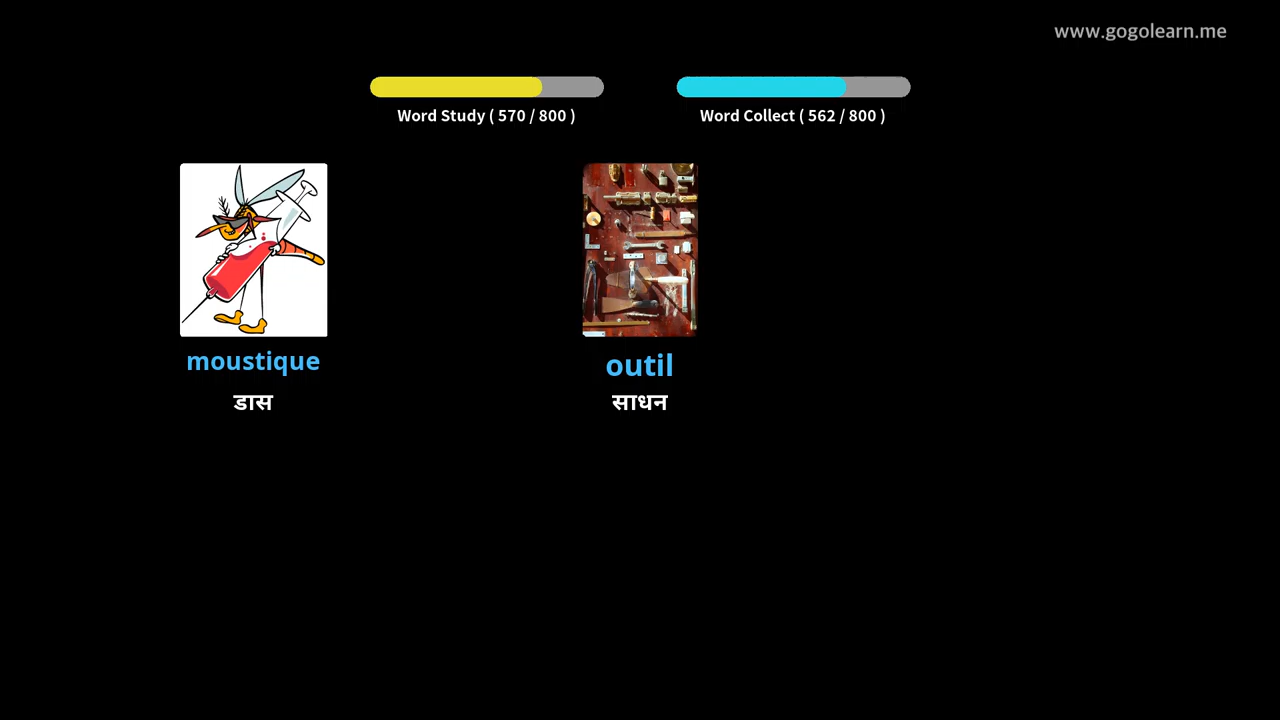 www.gogolearn.me
Word Study ( 570 / 800 )
Word Collect ( 562 / 800 )
moustique
डास
outil
साधन